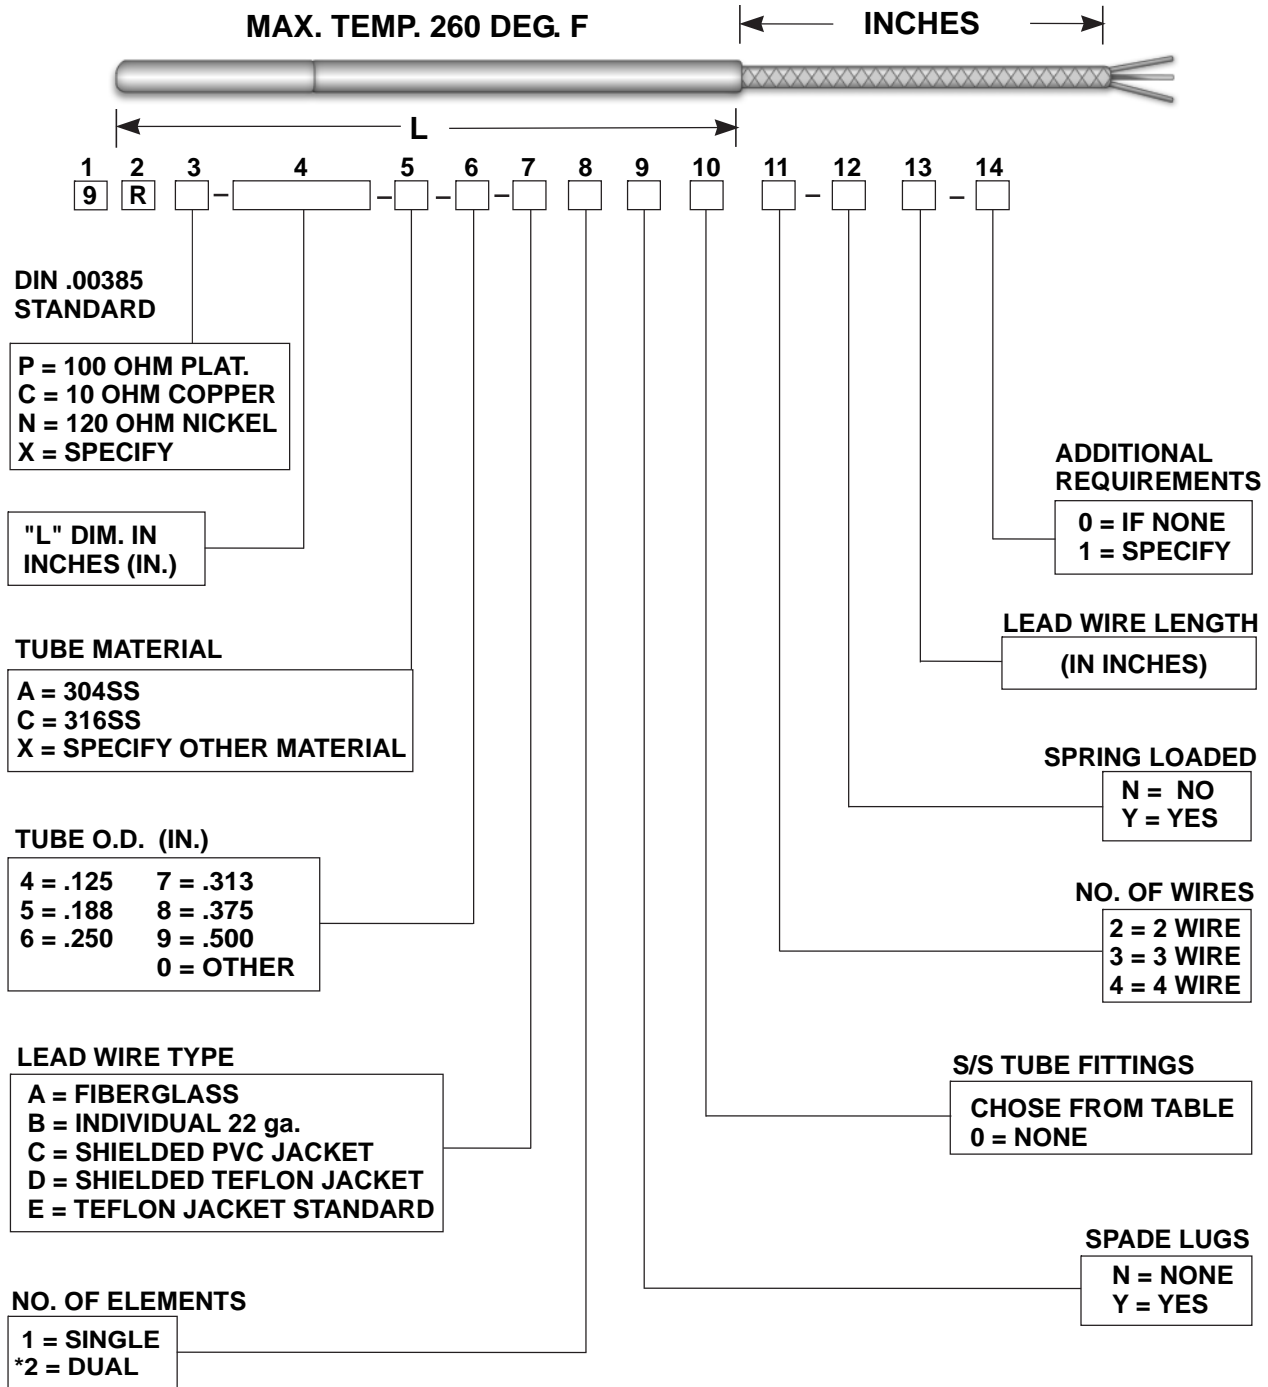 MAX. TEMP. 260 DEG. F
INCHES
L
1 2 3 4 5 6 7 8 9 10 11 12 13 14
9 R – – – – – –
DIN .00385
STANDARD
P = 100 OHM PLAT.
C = 10 OHM COPPER
N = 120 OHM NICKEL
X = SPECIFY
"L" DIM. IN
INCHES (IN.)
TUBE MATERIAL
A = 304SS
C = 316SS
X = SPECIFY OTHER MATERIAL
TUBE O.D. (IN.)
4 = .125 7 = .313
5 = .188 8 = .375
6 = .250 9 = .500
0 = OTHER
LEAD WIRE TYPE
A = FIBERGLASS
B = INDIVIDUAL 22 ga.
C = SHIELDED PVC JACKET
D = SHIELDED TEFLON JACKET
E = TEFLON JACKET STANDARD
NO. OF ELEMENTS
1 = SINGLE
*2 = DUAL
ADDITIONAL
REQUIREMENTS
0 = IF NONE
1 = SPECIFY
LEAD WIRE LENGTH
(IN INCHES)
SPRING LOADED
N = NO
Y = YES
NO. OF WIRES
2 = 2 WIRE
3 = 3 WIRE
4 = 4 WIRE
S/S TUBE FITTINGS
CHOSE FROM TABLE
0 = NONE
SPADE LUGS
N = NONE
Y = YES